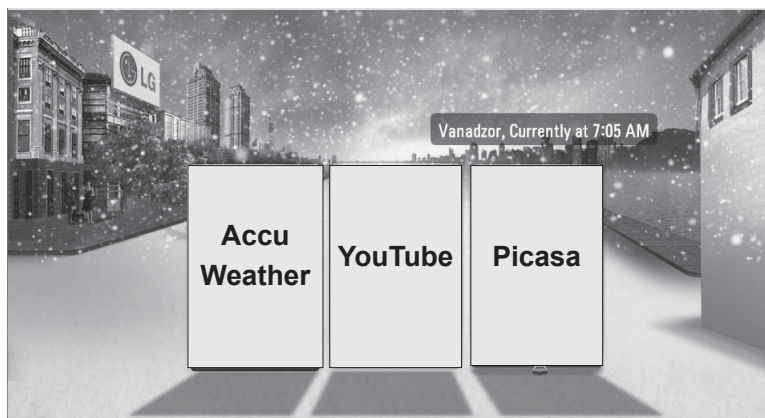 LG
Vanadzor, Currently at 7:05 AM
Accu
Weather
YouTube
Picasa